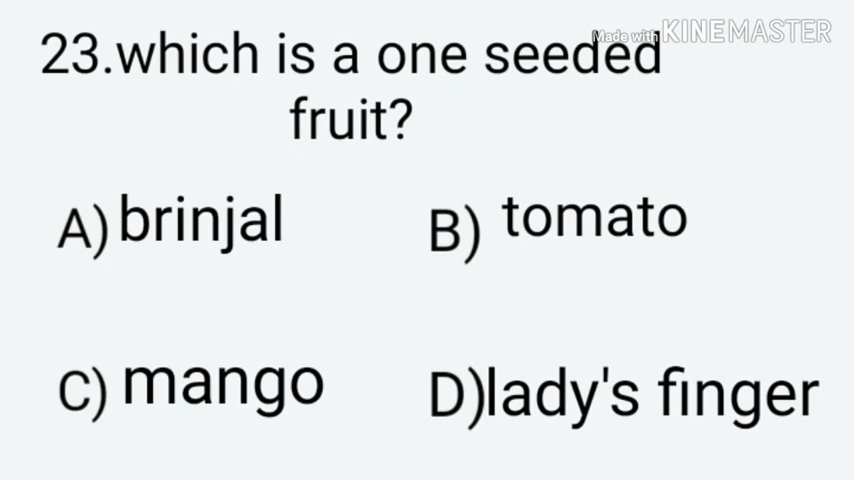 Made with KINEMASTER
23.which is a one seeded
fruit?
A) brinjal B) tomato
C) mango D)lady's finger